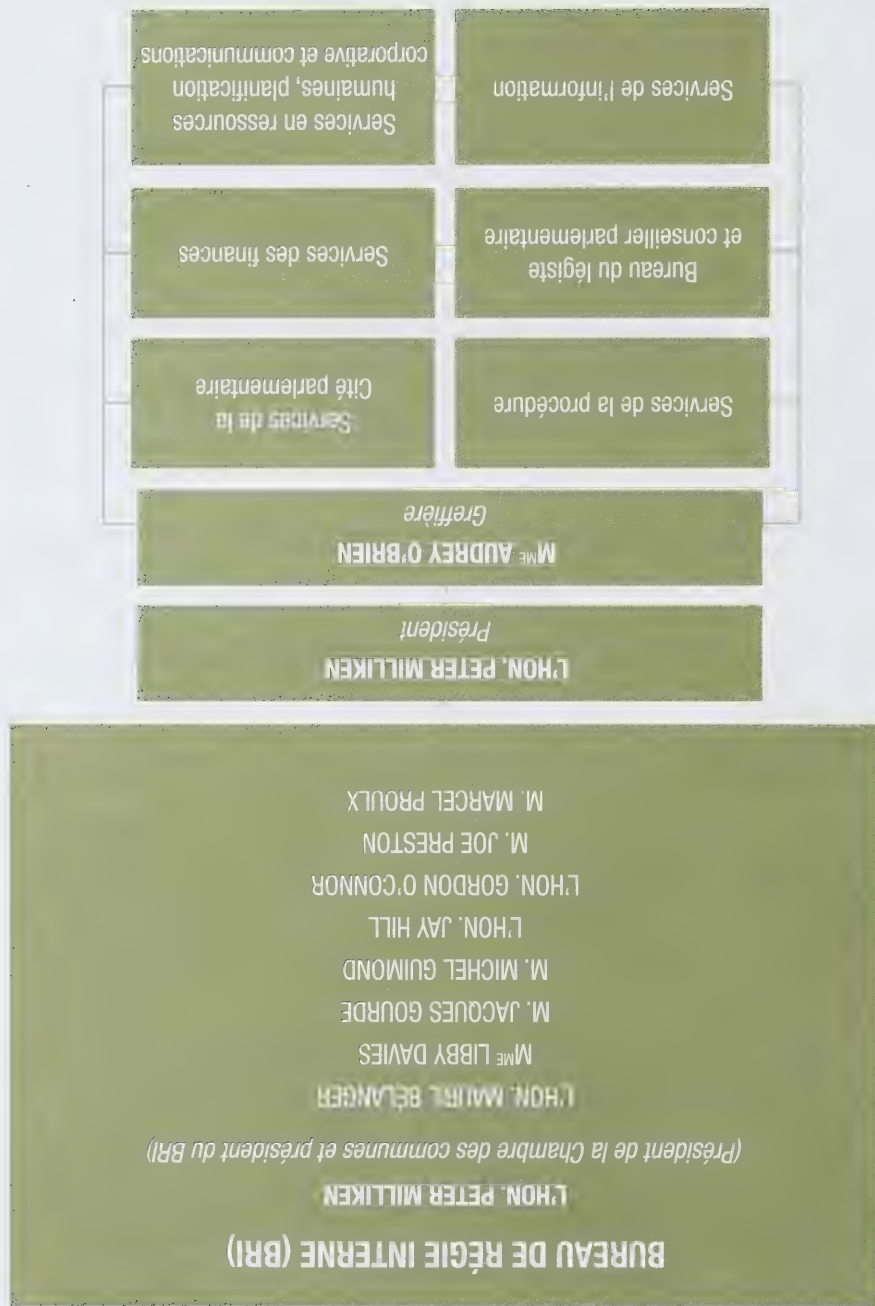 BUREAU DE RÉGIE INTERNE (BRI)
L'HON. PETER MILLIKEN
(Président de la Chambre des communes et président du BRI)
L'HON. MAURIL BÉLANGER
MME LIBBY DAVIES
M. JACQUES GOURDE
M. MICHEL GUIMOND
L'HON. JAY HILL
L'HON. GORDON O'CONNOR
M. JOE PRESTON
M. MARCEL PROULX
L'HON. PETER MILLIKEN
Président
MME AUDREY O'BRIEN
Greffière
Services de la procédure
Services de la
Cité parlementaire
Bureau du légiste
et conseiller parlementaire
Services des finances
Services de l'information
Services en ressources
humaines, planification
corporative et communications